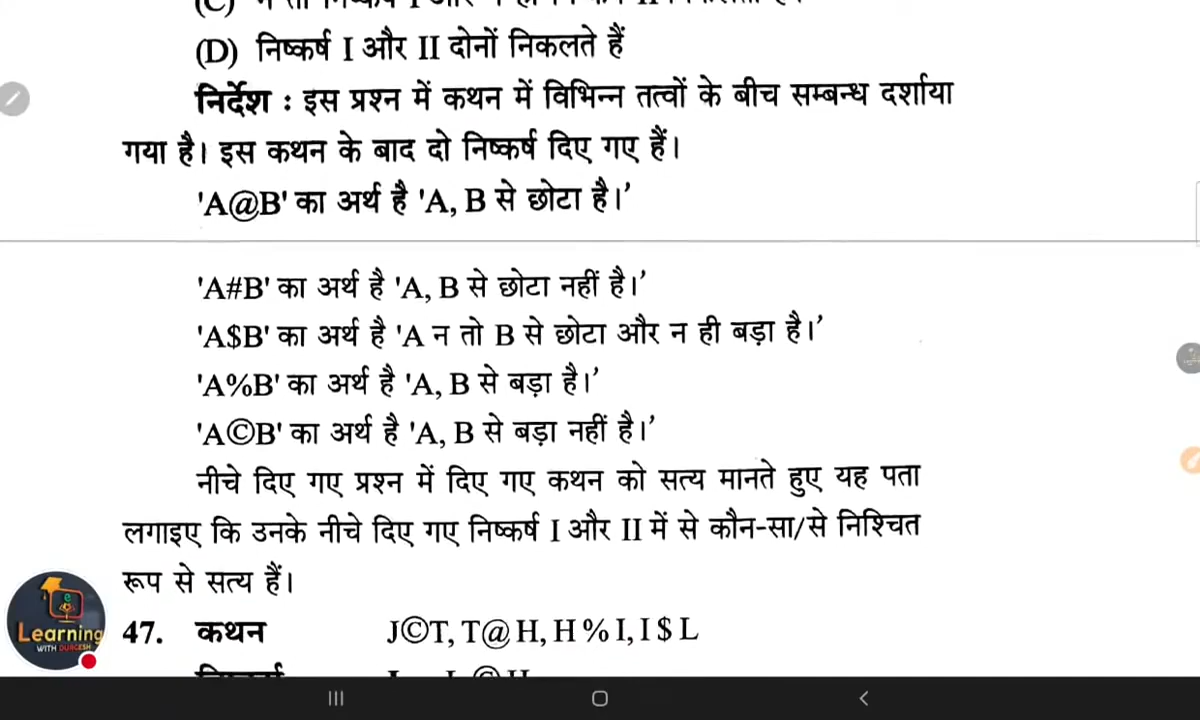 (D) निष्कर्ष I और II दोनों निकलते हैं
निर्देश : इस प्रश्न में कथन में विभिन्न तत्वों के बीच सम्बन्ध दर्शाया
गया है। इस कथन के बाद दो निष्कर्ष दिए गए हैं।
'A@B' का अर्थ है 'A, B से छोटा है।’
'A#B' का अर्थ है 'A, B से छोटा नहीं है।’
'A$B' का अर्थ है 'A न तो B से छोटा और न ही बड़ा है।’
'A%B' का अर्थ है 'A, B से बड़ा है।’
'A©B' का अर्थ है 'A, B से बड़ा नहीं है।’
नीचे दिए गए प्रश्न में दिए गए कथन को सत्य मानते हुए यह पता
लगाइए कि उनके नीचे दिए गए निष्कर्ष I और II में से कौन-सा/से निश्चित
रूप से सत्य हैं।
47. कथन J©T, T@H, H%I, I$L
Learning
WITH DURGESH